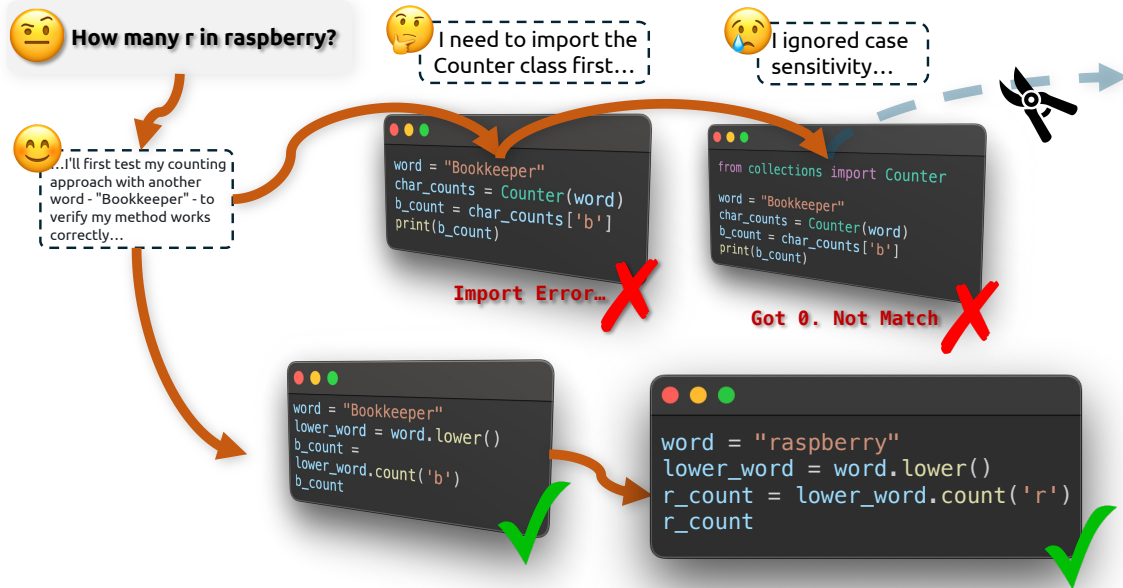 How many r in raspberry?
I need to import the
Counter class first…
I ignored case
sensitivity…
…I'll first test my counting
approach with another
word - "Bookkeeper" - to
verify my method works
correctly…
word = "Bookkeeper"
char_counts = Counter(word)
b_count = char_counts['b']
print(b_count)
Import Error…
from collections import Counter
word = "Bookkeeper"
char_counts = Counter(word)
b_count = char_counts['b']
print(b_count)
Got 0. Not Match
word = "Bookkeeper"
lower_word = word.lower()
b_count =
lower_word.count('b')
b_count
word = "raspberry"
lower_word = word.lower()
r_count = lower_word.count('r')
r_count